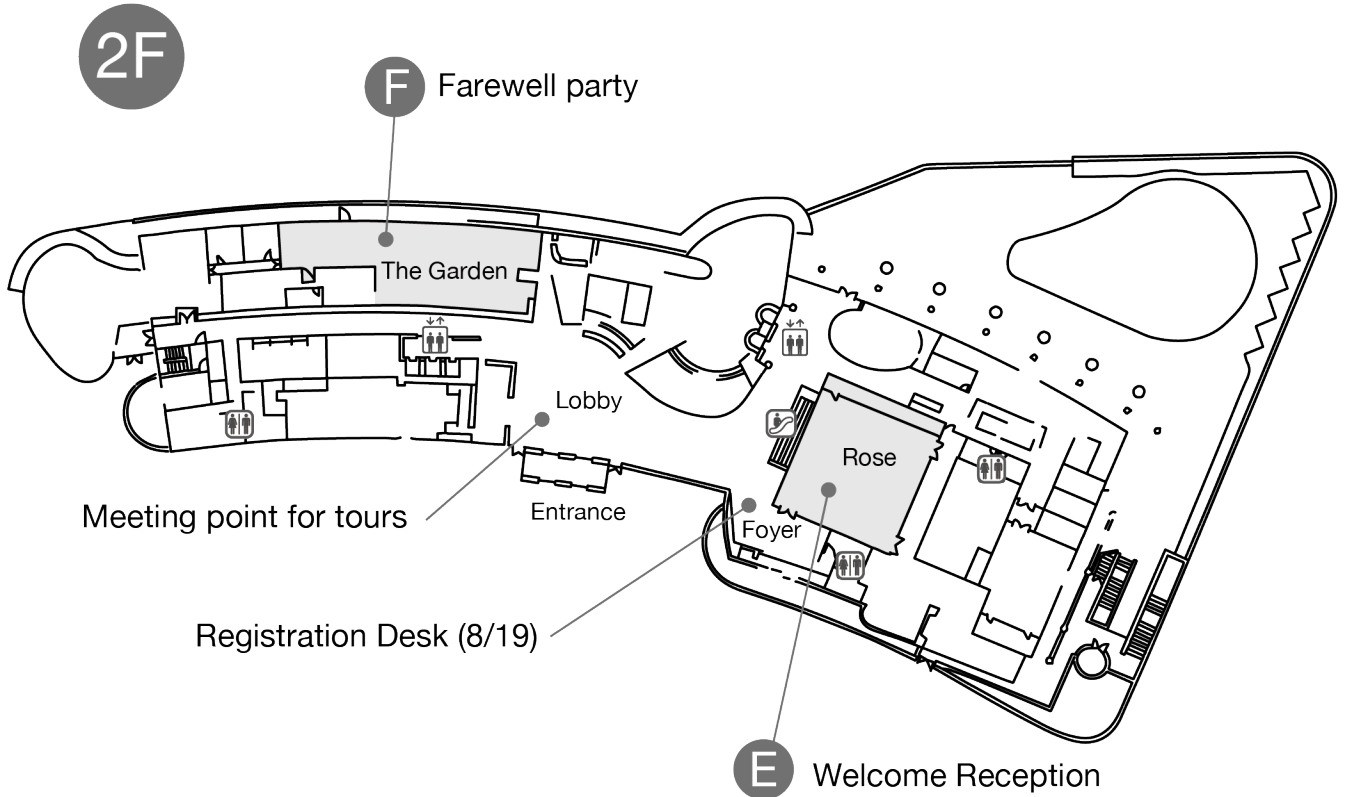 2F
F Farewell party
The Garden
Lobby
Rose
Meeting point for tours
Entrance
Foyer
Registration Desk (8/19)
E Welcome Reception